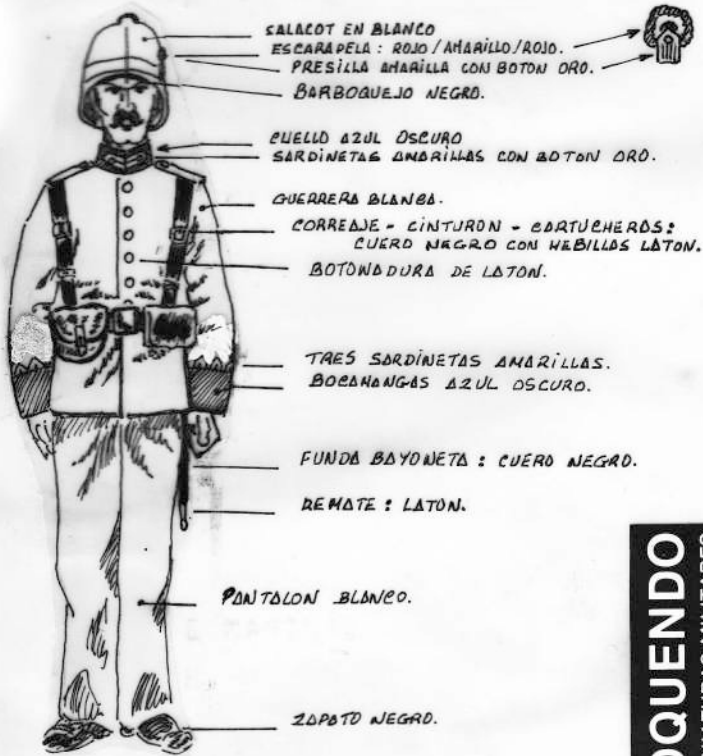 SALACOT EN BLANCO
ESCARAPELA : ROJO/AMARILLO/ROJO.
PRESILLA AMARILLA CON BOTON ORO.
BARBOQUEJO NEGRO.
CUELLO AZUL OSCURO
SARDINETAS AMARILLAS CON BOTON ORO.
GUERRERA BLANCA.
CORREAJE - CINTURON - CARTUCHERAS:
CUERO NEGRO CON HEBILLAS LATON.
BOTONADURA DE LATON.
TRES SARDINETAS AMARILLAS.
BOCAMANGAS AZUL OSCURO.
FUNDA BAYONETA : CUERO NEGRO.
REMATE : LATON.
PANTALON BLANCO.
ZAPATO NEGRO.